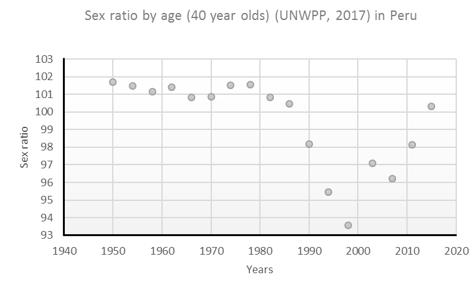 Sex ratio by age (40 year olds) (UNWPP, 2017) in Peru
103
102
101
100
99
98
97
96
95
94
93
Sex ratio
1940 1950 1960 1970 1980 1990 2000 2010 2020
Years